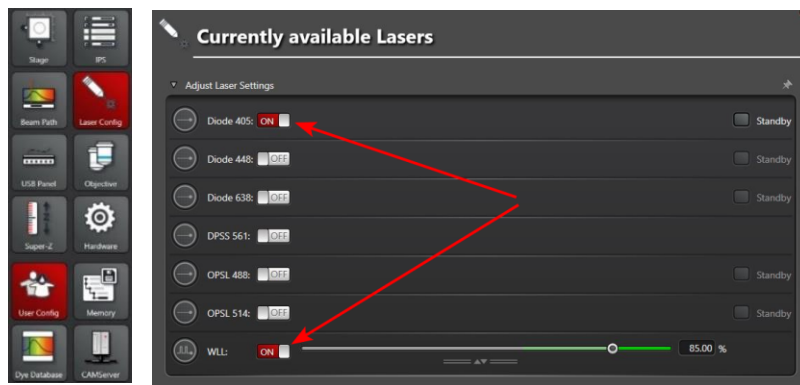 Stage IPS
Beam Path Laser Config
USB Panel Objective
Super-Z Hardware
User Config Memory
Dye Database CAMServer
Currently available Lasers
Adjust Laser Settings
Diode 405: ON Standby
Diode 448: OFF Standby
Diode 638: OFF Standby
DPSS 561: OFF
OPSL 488: OFF Standby
OPSL 514: OFF Standby
WLL: ON 85.00 %